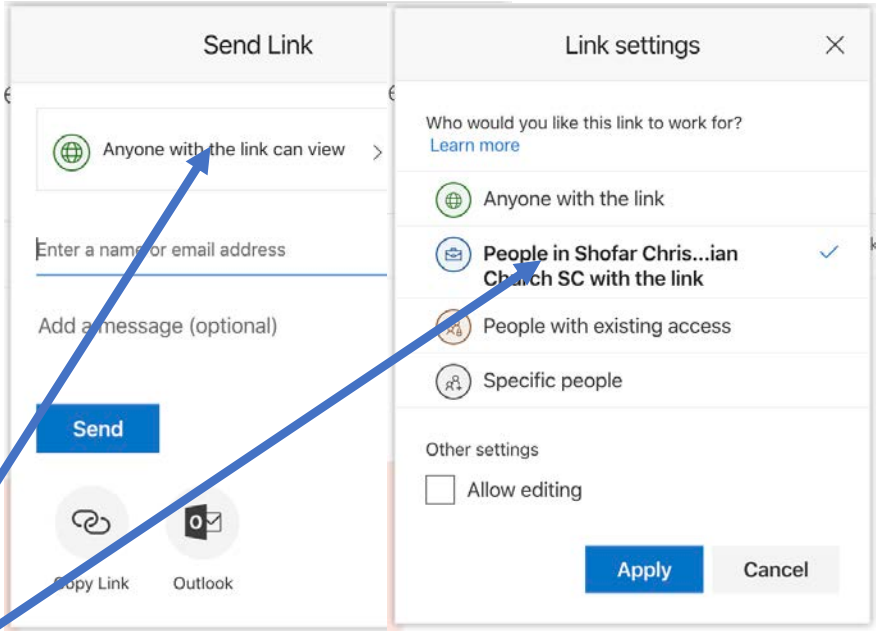 Send Link
Anyone with the link can view
Enter a name or email address
Add a message (optional)
Send
Copy Link
Outlook
Link settings
Who would you like this link to work for?
Learn more
Anyone with the link
People in Shofar Chris...ian
Church SC with the link
People with existing access
Specific people
Other settings
Allow editing
Apply
Cancel